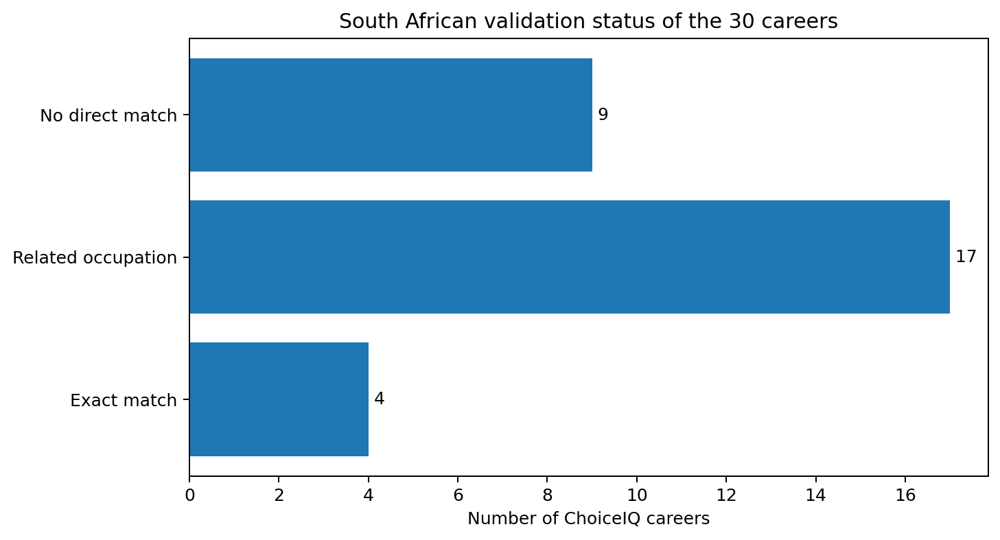 South African validation status of the 30 careers
No direct match
9
Related occupation
17
Exact match
4
0 2 4 6 8 10 12 14 16
Number of ChoiceIQ careers